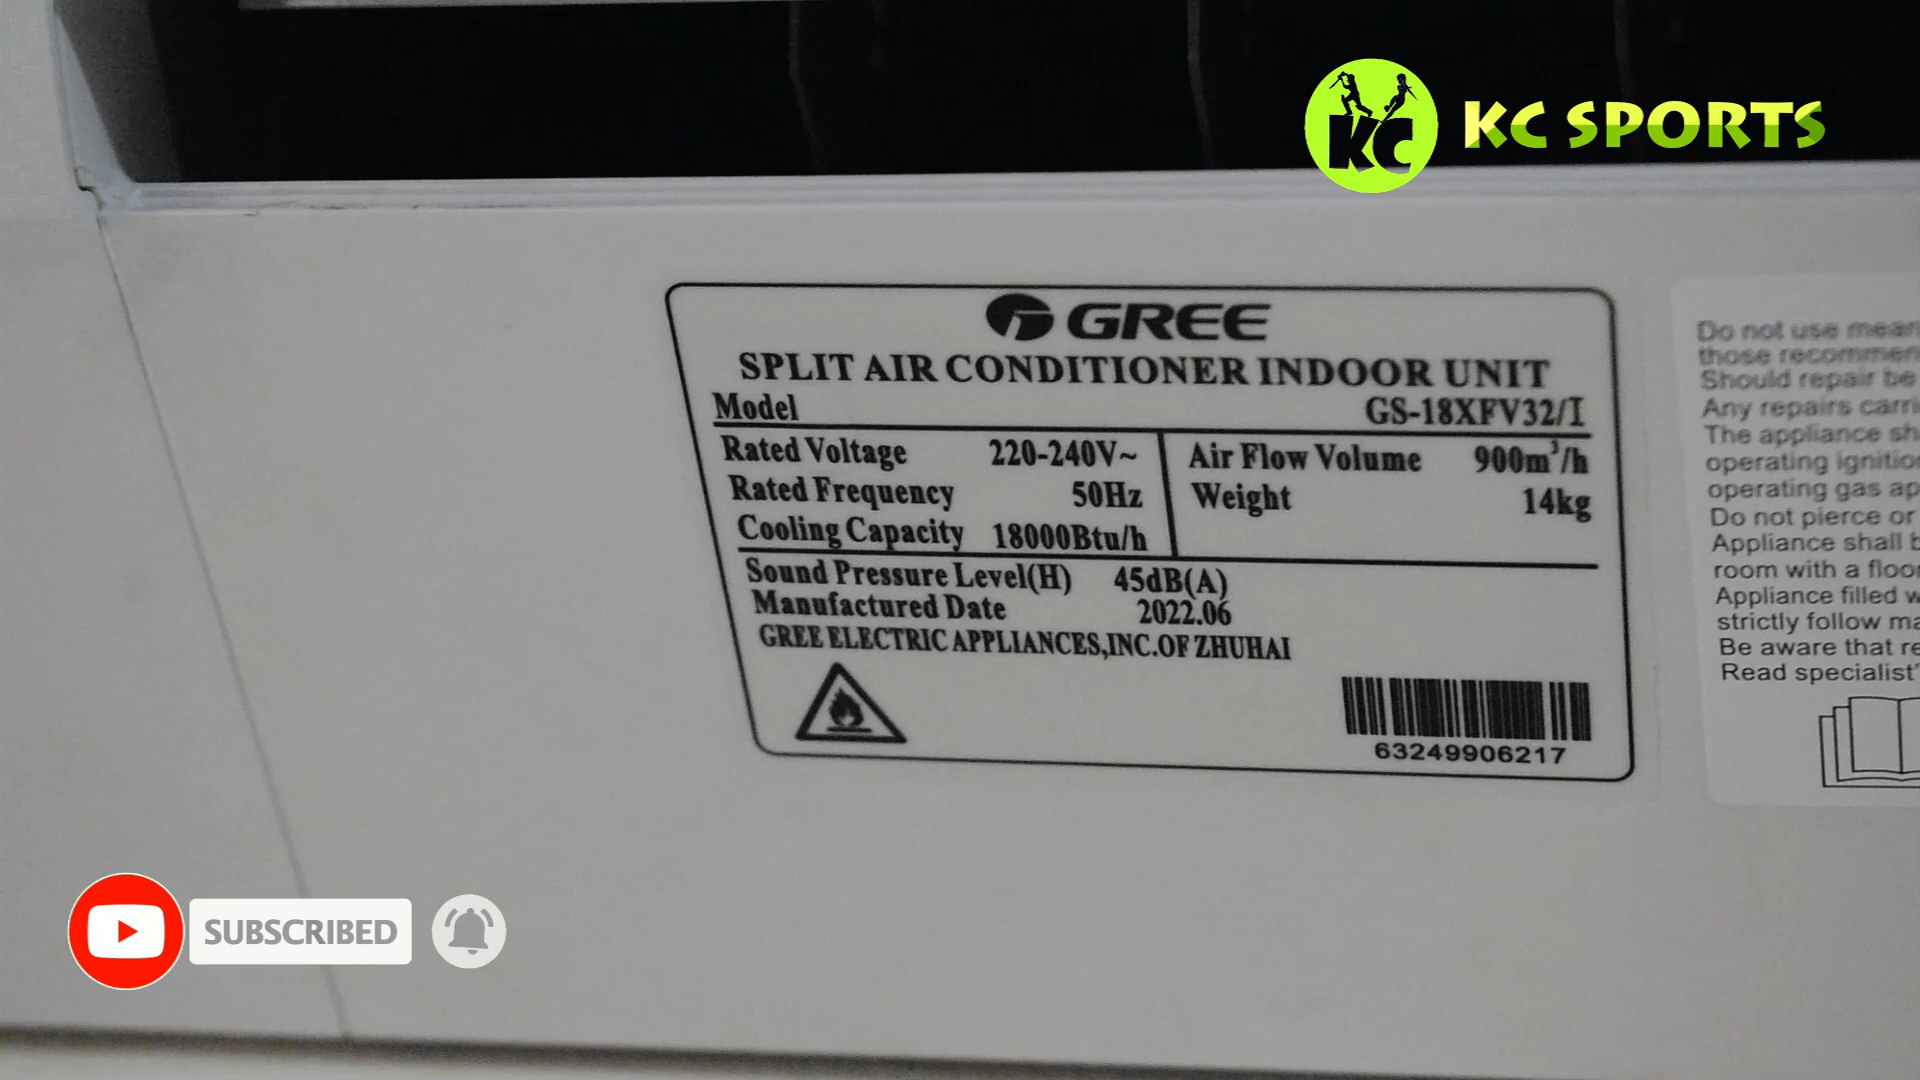 KC
KC SPORTS
GREE
SPLIT AIR CONDITIONER INDOOR UNIT
Model GS-18XFV32/I
Rated Voltage 220-240V~
Rated Frequency 50Hz
Cooling Capacity 18000Btu/h
Air Flow Volume 900m³/h
Weight 14kg
Sound Pressure Level(H) 45dB(A)
Manufactured Date 2022.06
GREE ELECTRIC APPLIANCES,INC.OF ZHUHAI
63249906217
Do not use
those
Should repair be
Any repairs
The appliance
operating
operating gas
Do not pierce or
Appliance shall
room with a
Appliance filled
strictly follow
Be aware that
Read specialist'
SUBSCRIBED